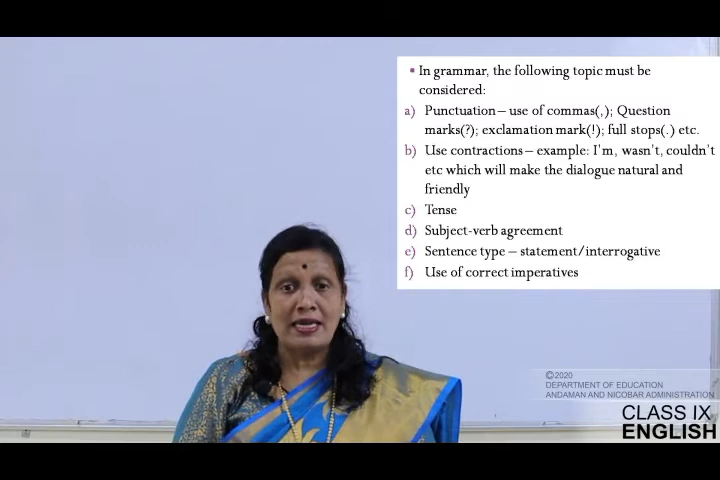 ▪ In grammar, the following topic must be
considered:
a) Punctuation – use of commas(,); Question
marks(?); exclamation mark(!); full stops(.) etc.
b) Use contractions – example: I'm, wasn't, couldn't
etc which will make the dialogue natural and
friendly
c) Tense
d) Subject-verb agreement
e) Sentence type – statement/interrogative
f) Use of correct imperatives
©2020
DEPARTMENT OF EDUCATION
ANDAMAN AND NICOBAR ADMINISTRATION
CLASS IX
ENGLISH